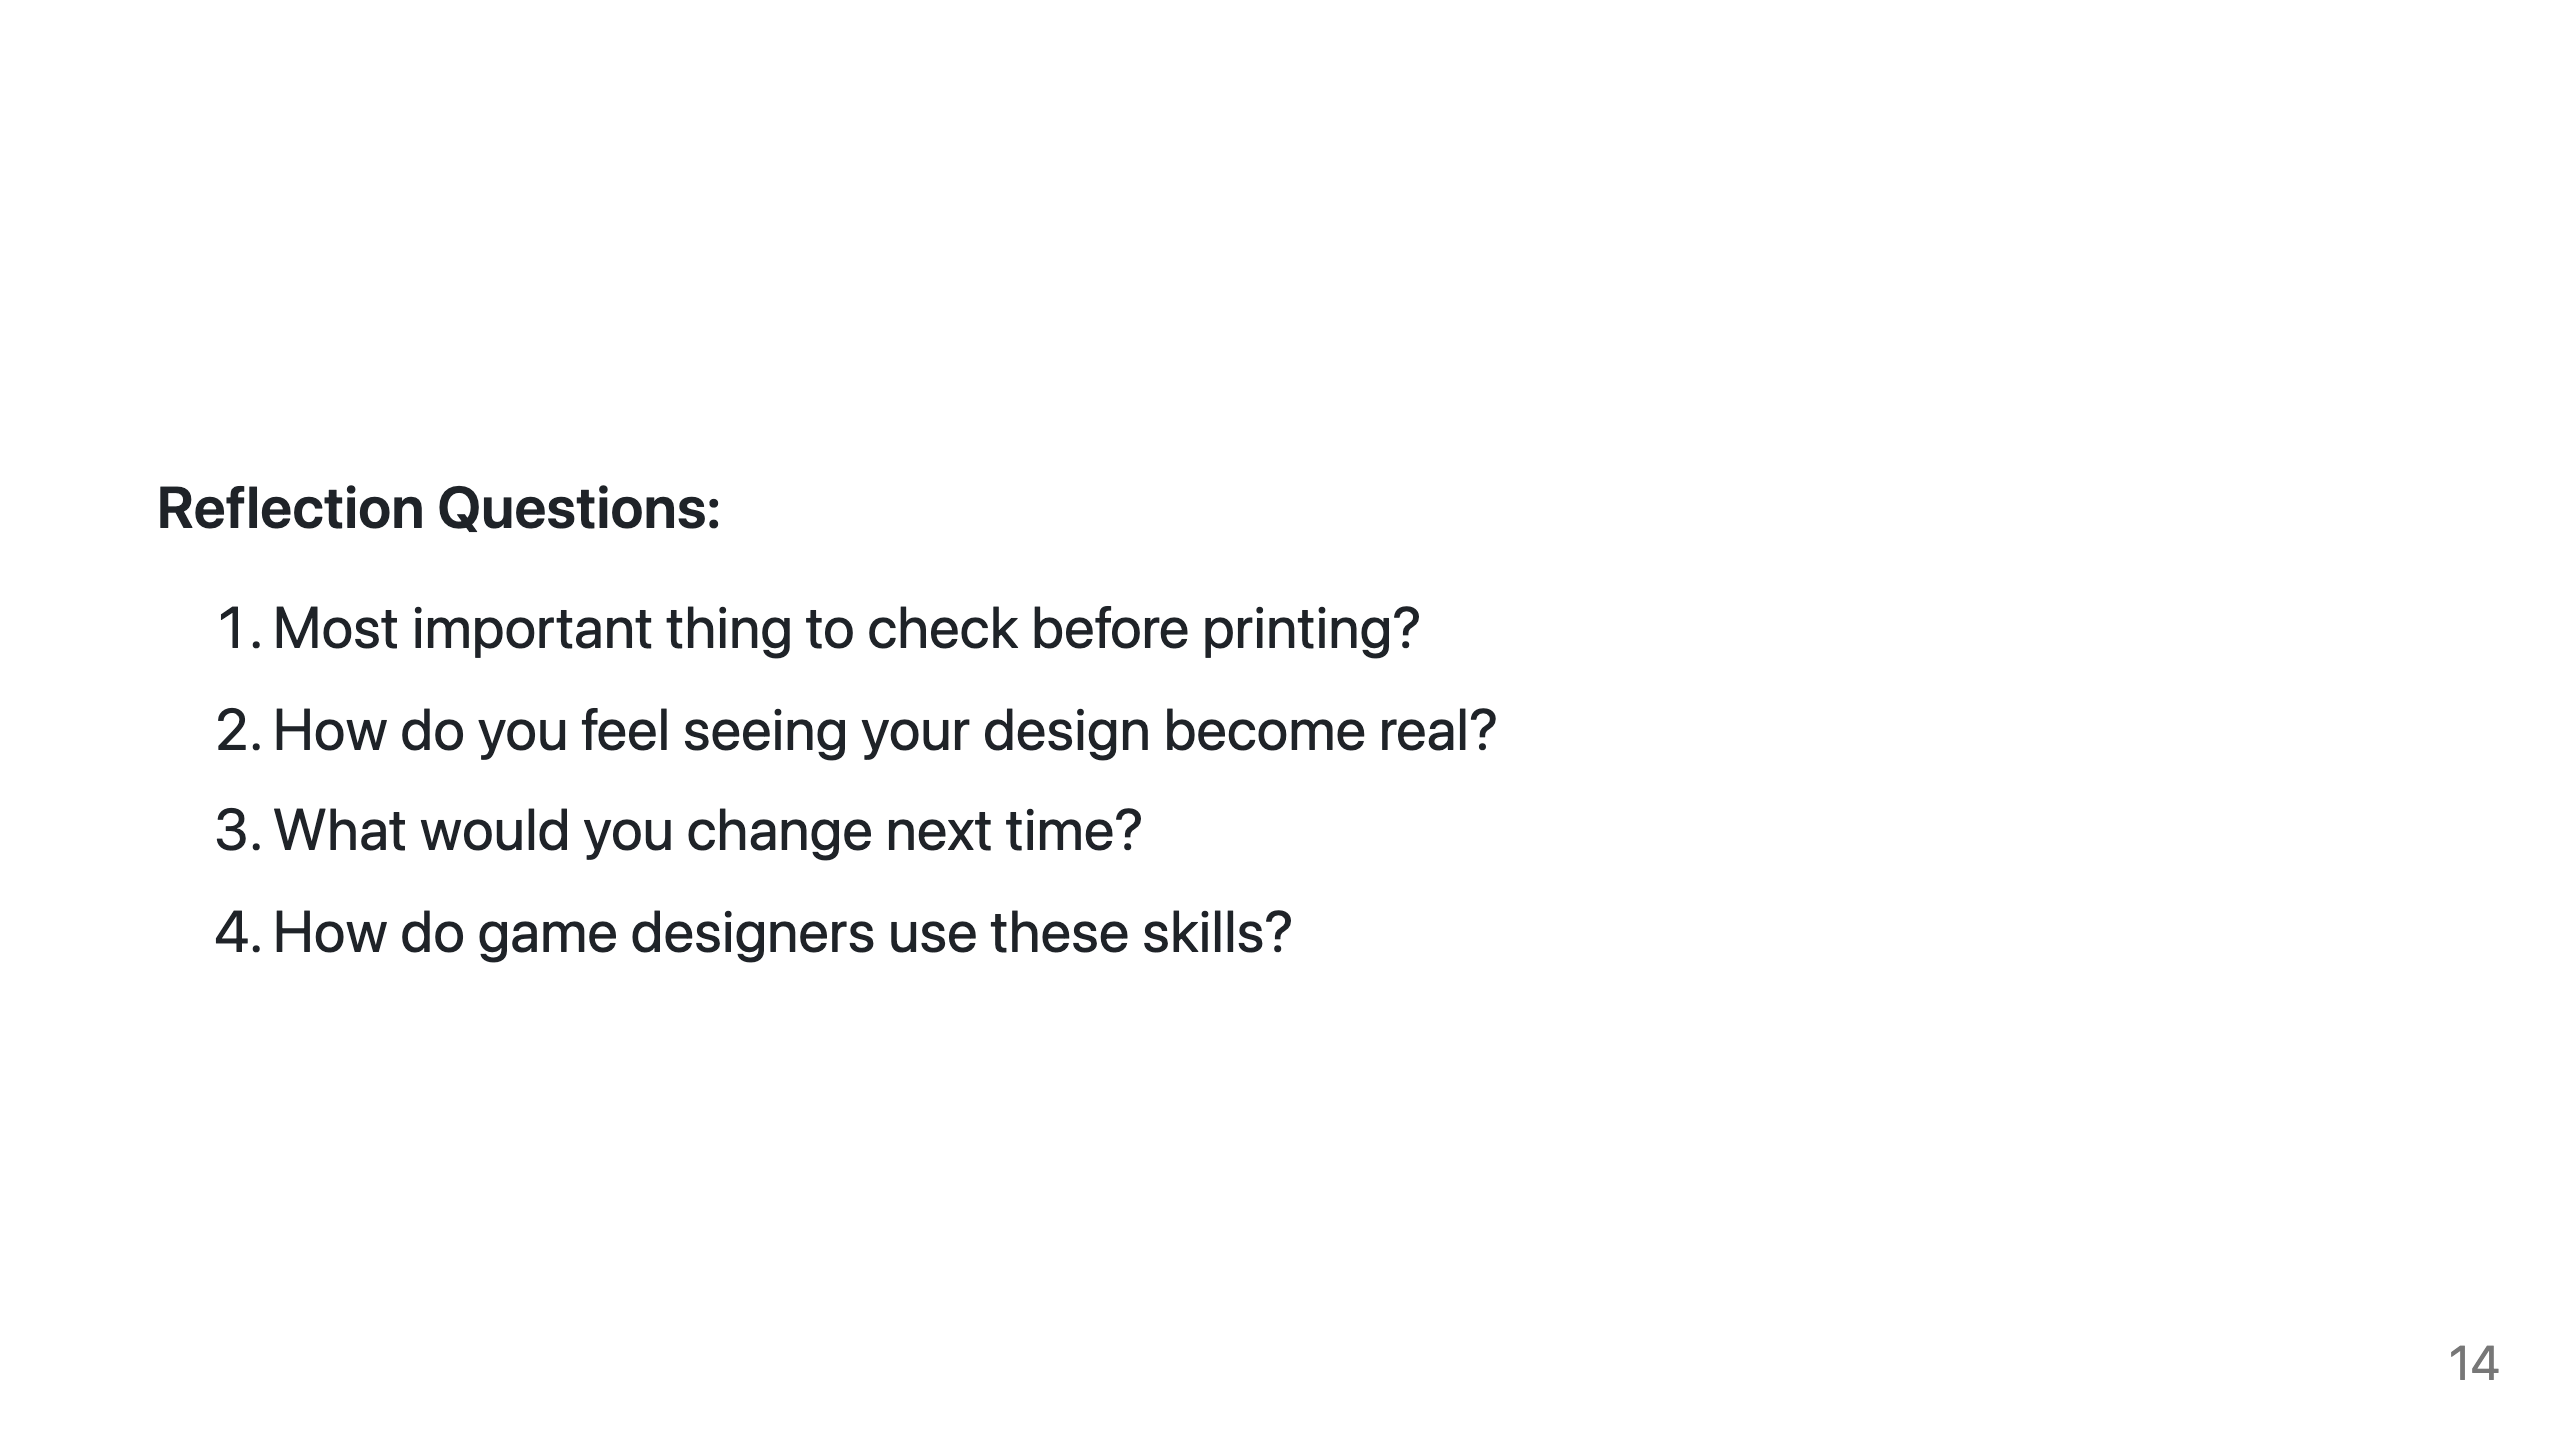 Reflection Questions:
1. Most important thing to check before printing?
2. How do you feel seeing your design become real?
3. What would you change next time?
4. How do game designers use these skills?
14